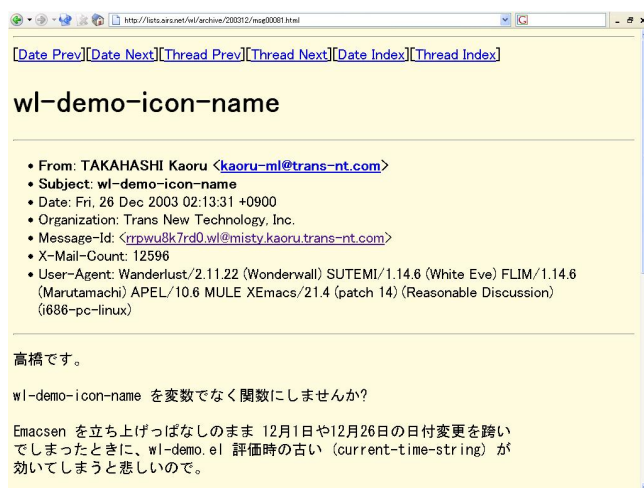 http://lists.airs.net/wl/archive/200312/msg00081.html
[Date Prev][Date Next][Thread Prev][Thread Next][Date Index][Thread Index]
wl-demo-icon-name
• From: TAKAHASHI Kaoru <kaoru-ml@trans-nt.com>
• Subject: wl-demo-icon-name
• Date: Fri, 26 Dec 2003 02:13:31 +0900
• Organization: Trans New Technology, Inc.
• Message-Id: <rrpwu8k7rd0.wl@misty.kaoru.trans-nt.com>
• X-Mail-Count: 12596
• User-Agent: Wanderlust/2.11.22 (Wonderwall) SUTEMI/1.14.6 (White Eve) FLIM/1.14.6
(Marutamachi) APEL/10.6 MULE XEmacs/21.4 (patch 14) (Reasonable Discussion)
(i686-pc-linux)
高橋です。
wl-demo-icon-name を変数でなく関数にしませんか?
Emacsen を立ち上げっぱなしのまま 12月1日や12月26日の日付変更を跨い
でしまったときに、wl-demo.el 評価時の古い (current-time-string) が
効いてしまうと悲しいので。